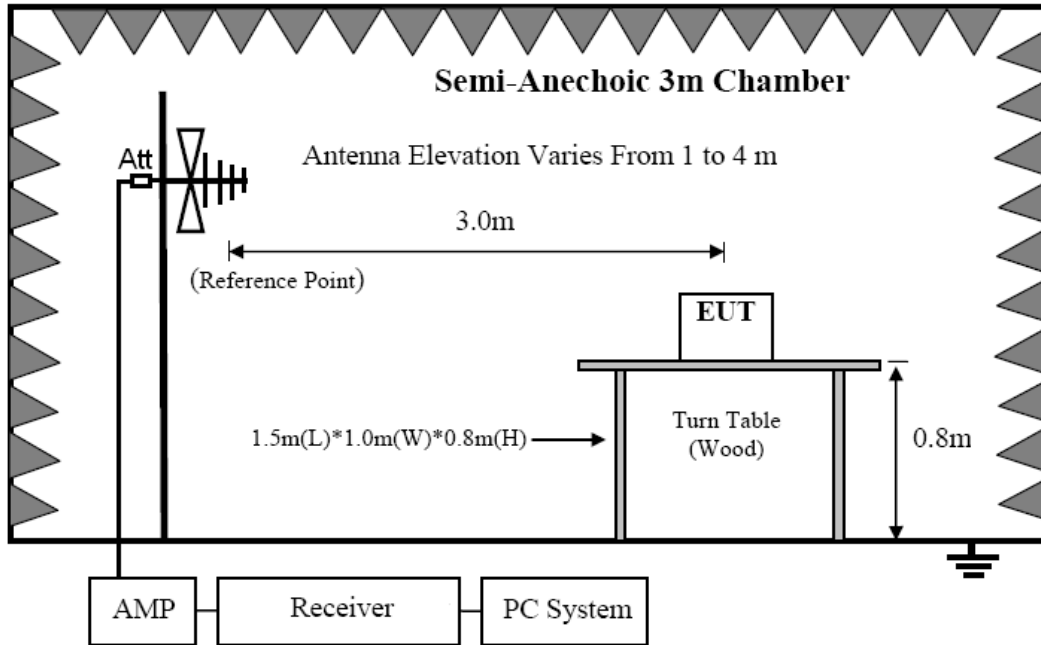 Semi-Anechoic 3m Chamber
Att
Antenna Elevation Varies From 1 to 4 m
3.0m
(Reference Point)
EUT
1.5m(L)*1.0m(W)*0.8m(H)
Turn Table
(Wood)
0.8m
AMP
Receiver
PC System